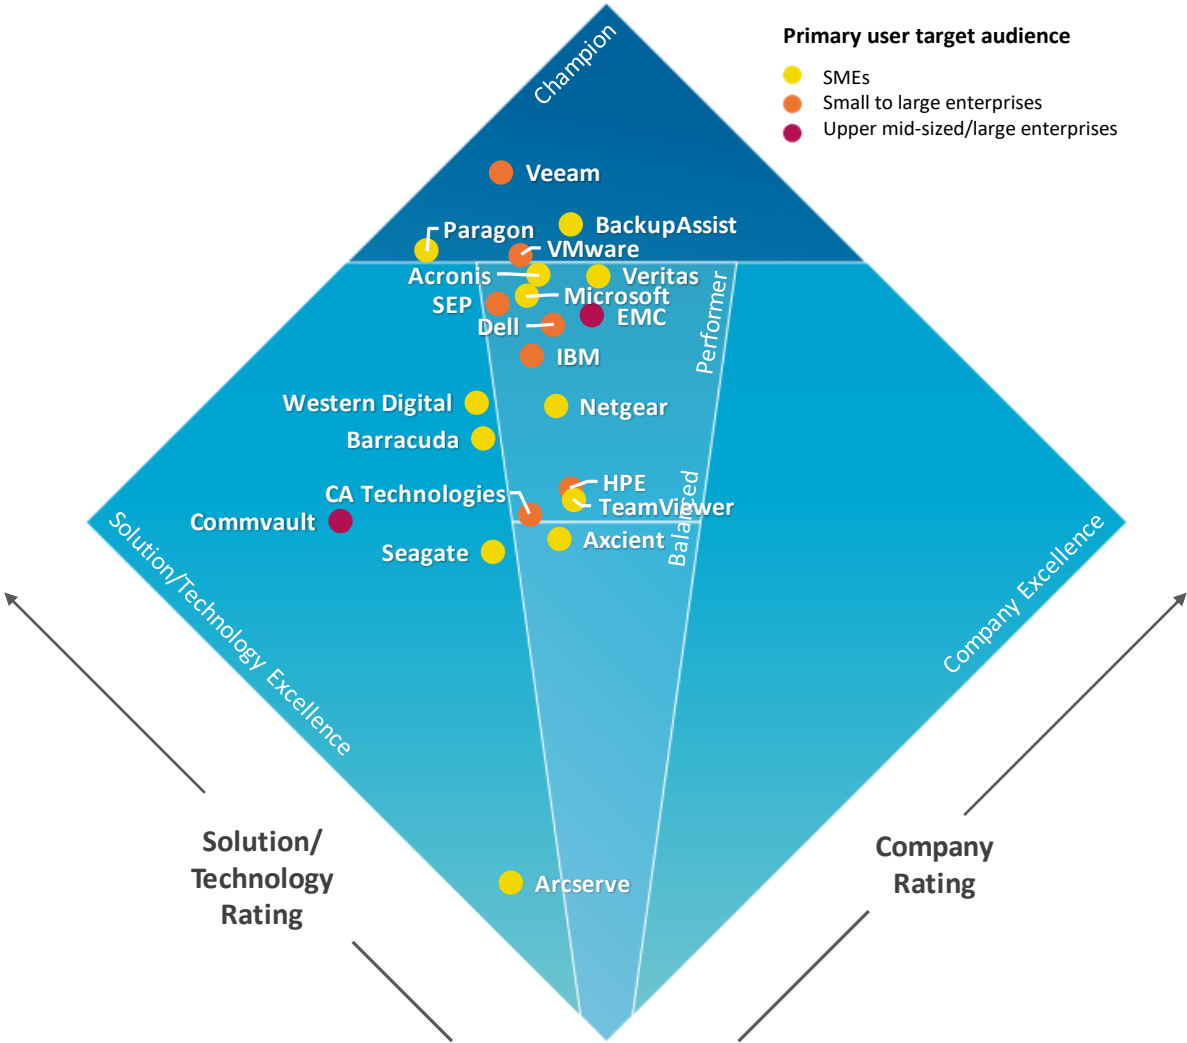 Primary user target audience
SMEs
Small to large enterprises
Upper mid-sized/large enterprises
Champion
Veeam
BackupAssist
Paragon
VMware
Acronis
Veritas
Microsoft
SEP
EMC
Dell
Performer
IBM
Western Digital
Netgear
Barracuda
HPE
CA Technologies
TeamViewer
Balanced
Commvault
Axcient
Seagate
Solution/Technology Excellence
Company Excellence
Solution/
Technology
Rating
Company
Rating
Arcserve